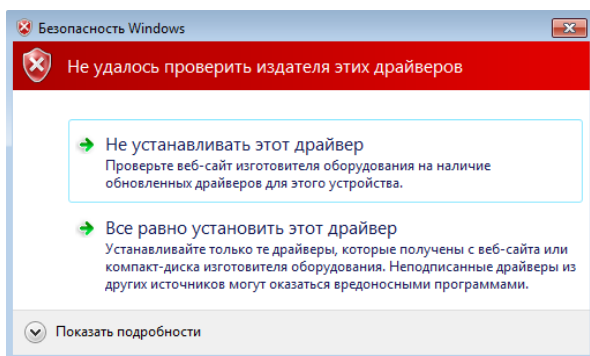 Безопасность Windows
Не удалось проверить издателя этих драйверов
Не устанавливать этот драйвер
Проверьте веб-сайт изготовителя оборудования на наличие
обновленных драйверов для этого устройства.
Все равно установить этот драйвер
Устанавливайте только те драйверы, которые получены с веб-сайта или
компакт-диска изготовителя оборудования. Неподписанные драйверы из
других источников могут оказаться вредоносными программами.
Показать подробности